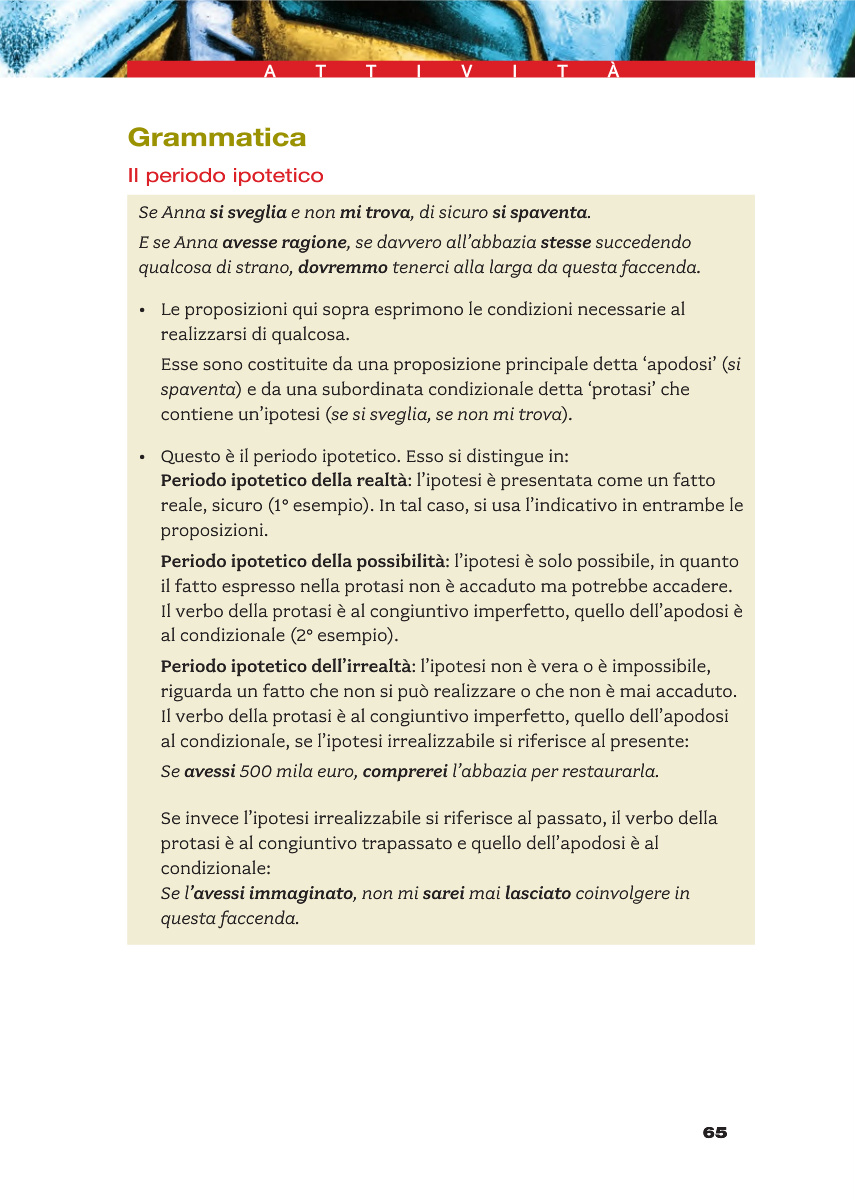 A T T I V I T À
Grammatica
Il periodo ipotetico
Se Anna si sveglia e non mi trova, di sicuro si spaventa.
E se Anna avesse ragione, se davvero all’abbazia stesse succedendo
qualcosa di strano, dovremmo tenerci alla larga da questa faccenda.
• Le proposizioni qui sopra esprimono le condizioni necessarie al
realizzarsi di qualcosa.
Esse sono costituite da una proposizione principale detta ‘apodosi’ (si
spaventa) e da una subordinata condizionale detta ‘protasi’ che
contiene un’ipotesi (se si sveglia, se non mi trova).
• Questo è il periodo ipotetico. Esso si distingue in:
Periodo ipotetico della realtà: l’ipotesi è presentata come un fatto
reale, sicuro (1° esempio). In tal caso, si usa l’indicativo in entrambe le
proposizioni.
Periodo ipotetico della possibilità: l’ipotesi è solo possibile, in quanto
il fatto espresso nella protasi non è accaduto ma potrebbe accadere.
Il verbo della protasi è al congiuntivo imperfetto, quello dell’apodosi è
al condizionale (2° esempio).
Periodo ipotetico dell’irrealtà: l’ipotesi non è vera o è impossibile,
riguarda un fatto che non si può realizzare o che non è mai accaduto.
Il verbo della protasi è al congiuntivo imperfetto, quello dell’apodosi
al condizionale, se l’ipotesi irrealizzabile si riferisce al presente:
Se avessi 500 mila euro, comprerei l’abbazia per restaurarla.
Se invece l’ipotesi irrealizzabile si riferisce al passato, il verbo della
protasi è al congiuntivo trapassato e quello dell’apodosi è al
condizionale:
Se l’avessi immaginato, non mi sarei mai lasciato coinvolgere in
questa faccenda.
65